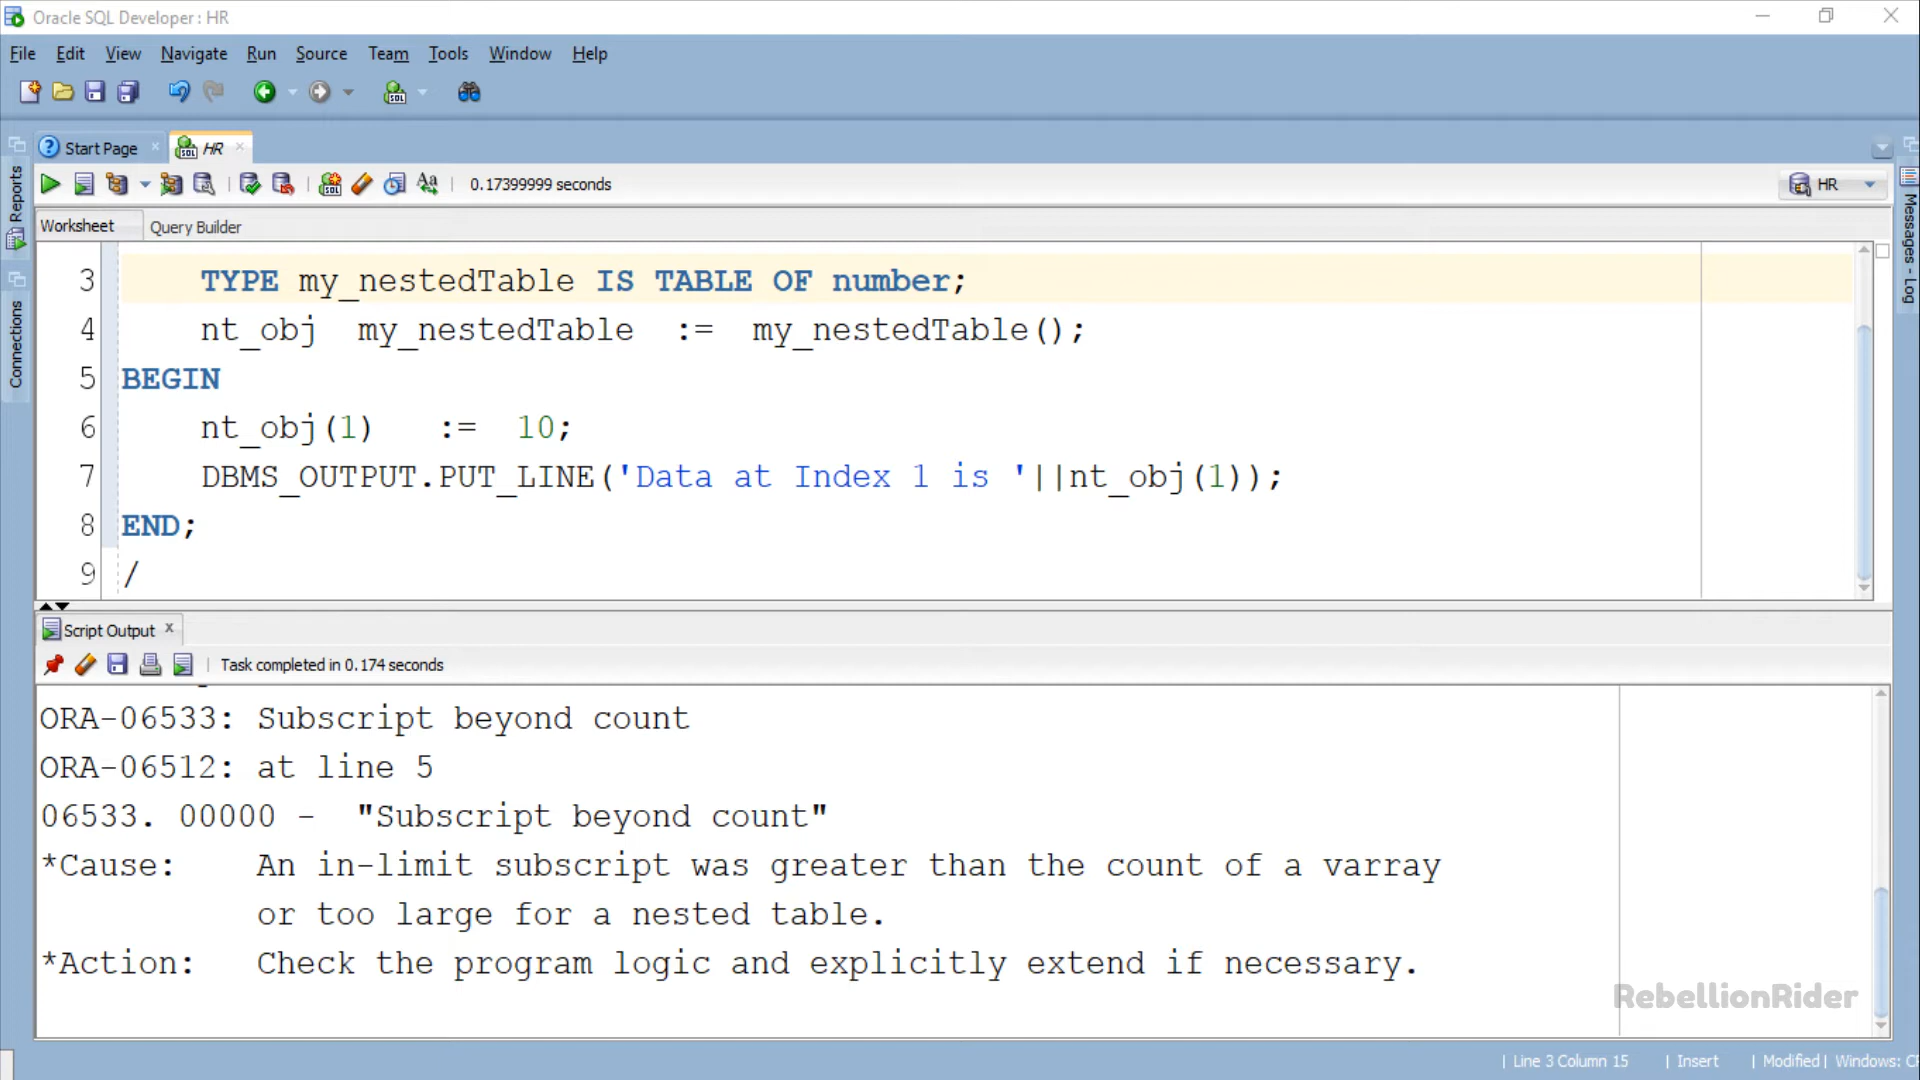 Oracle SQL Developer : HR
File Edit View Navigate Run Source Team Tools Window Help
SQL
Start Page HR
Reports
Connections
Messages - Log
0.17399999 seconds
HR
Worksheet Query Builder
3 TYPE my_nestedTable IS TABLE OF number;
4 nt_obj my_nestedTable := my_nestedTable();
5 BEGIN
6 nt_obj(1) := 10;
7 DBMS_OUTPUT.PUT_LINE('Data at Index 1 is '||nt_obj(1));
8 END;
9 /
Script Output x
Task completed in 0.174 seconds
ORA-06533: Subscript beyond count
ORA-06512: at line 5
06533. 00000 - "Subscript beyond count"
*Cause: An in-limit subscript was greater than the count of a varray
or too large for a nested table.
*Action: Check the program logic and explicitly extend if necessary.
RebellionRider
Line 3 Column 15 | Insert | Modified | Windows: